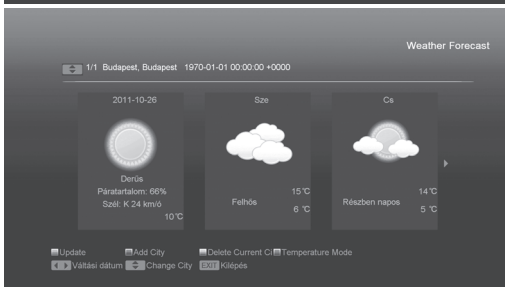 Weather Forecast
1/1 Budapest, Budapest 1970-01-01 00:00:00 +0000
2011-10-26
Derűs
Páratartalom: 66%
Szél: K 24 km/ó
10°C
Sze
Felhős
15°C
6 °C
Cs
Részben napos
14°C
5 °C
Update Add City Delete Current Ci Temperature Mode
Váltási dátum Change City EXIT Kilépés